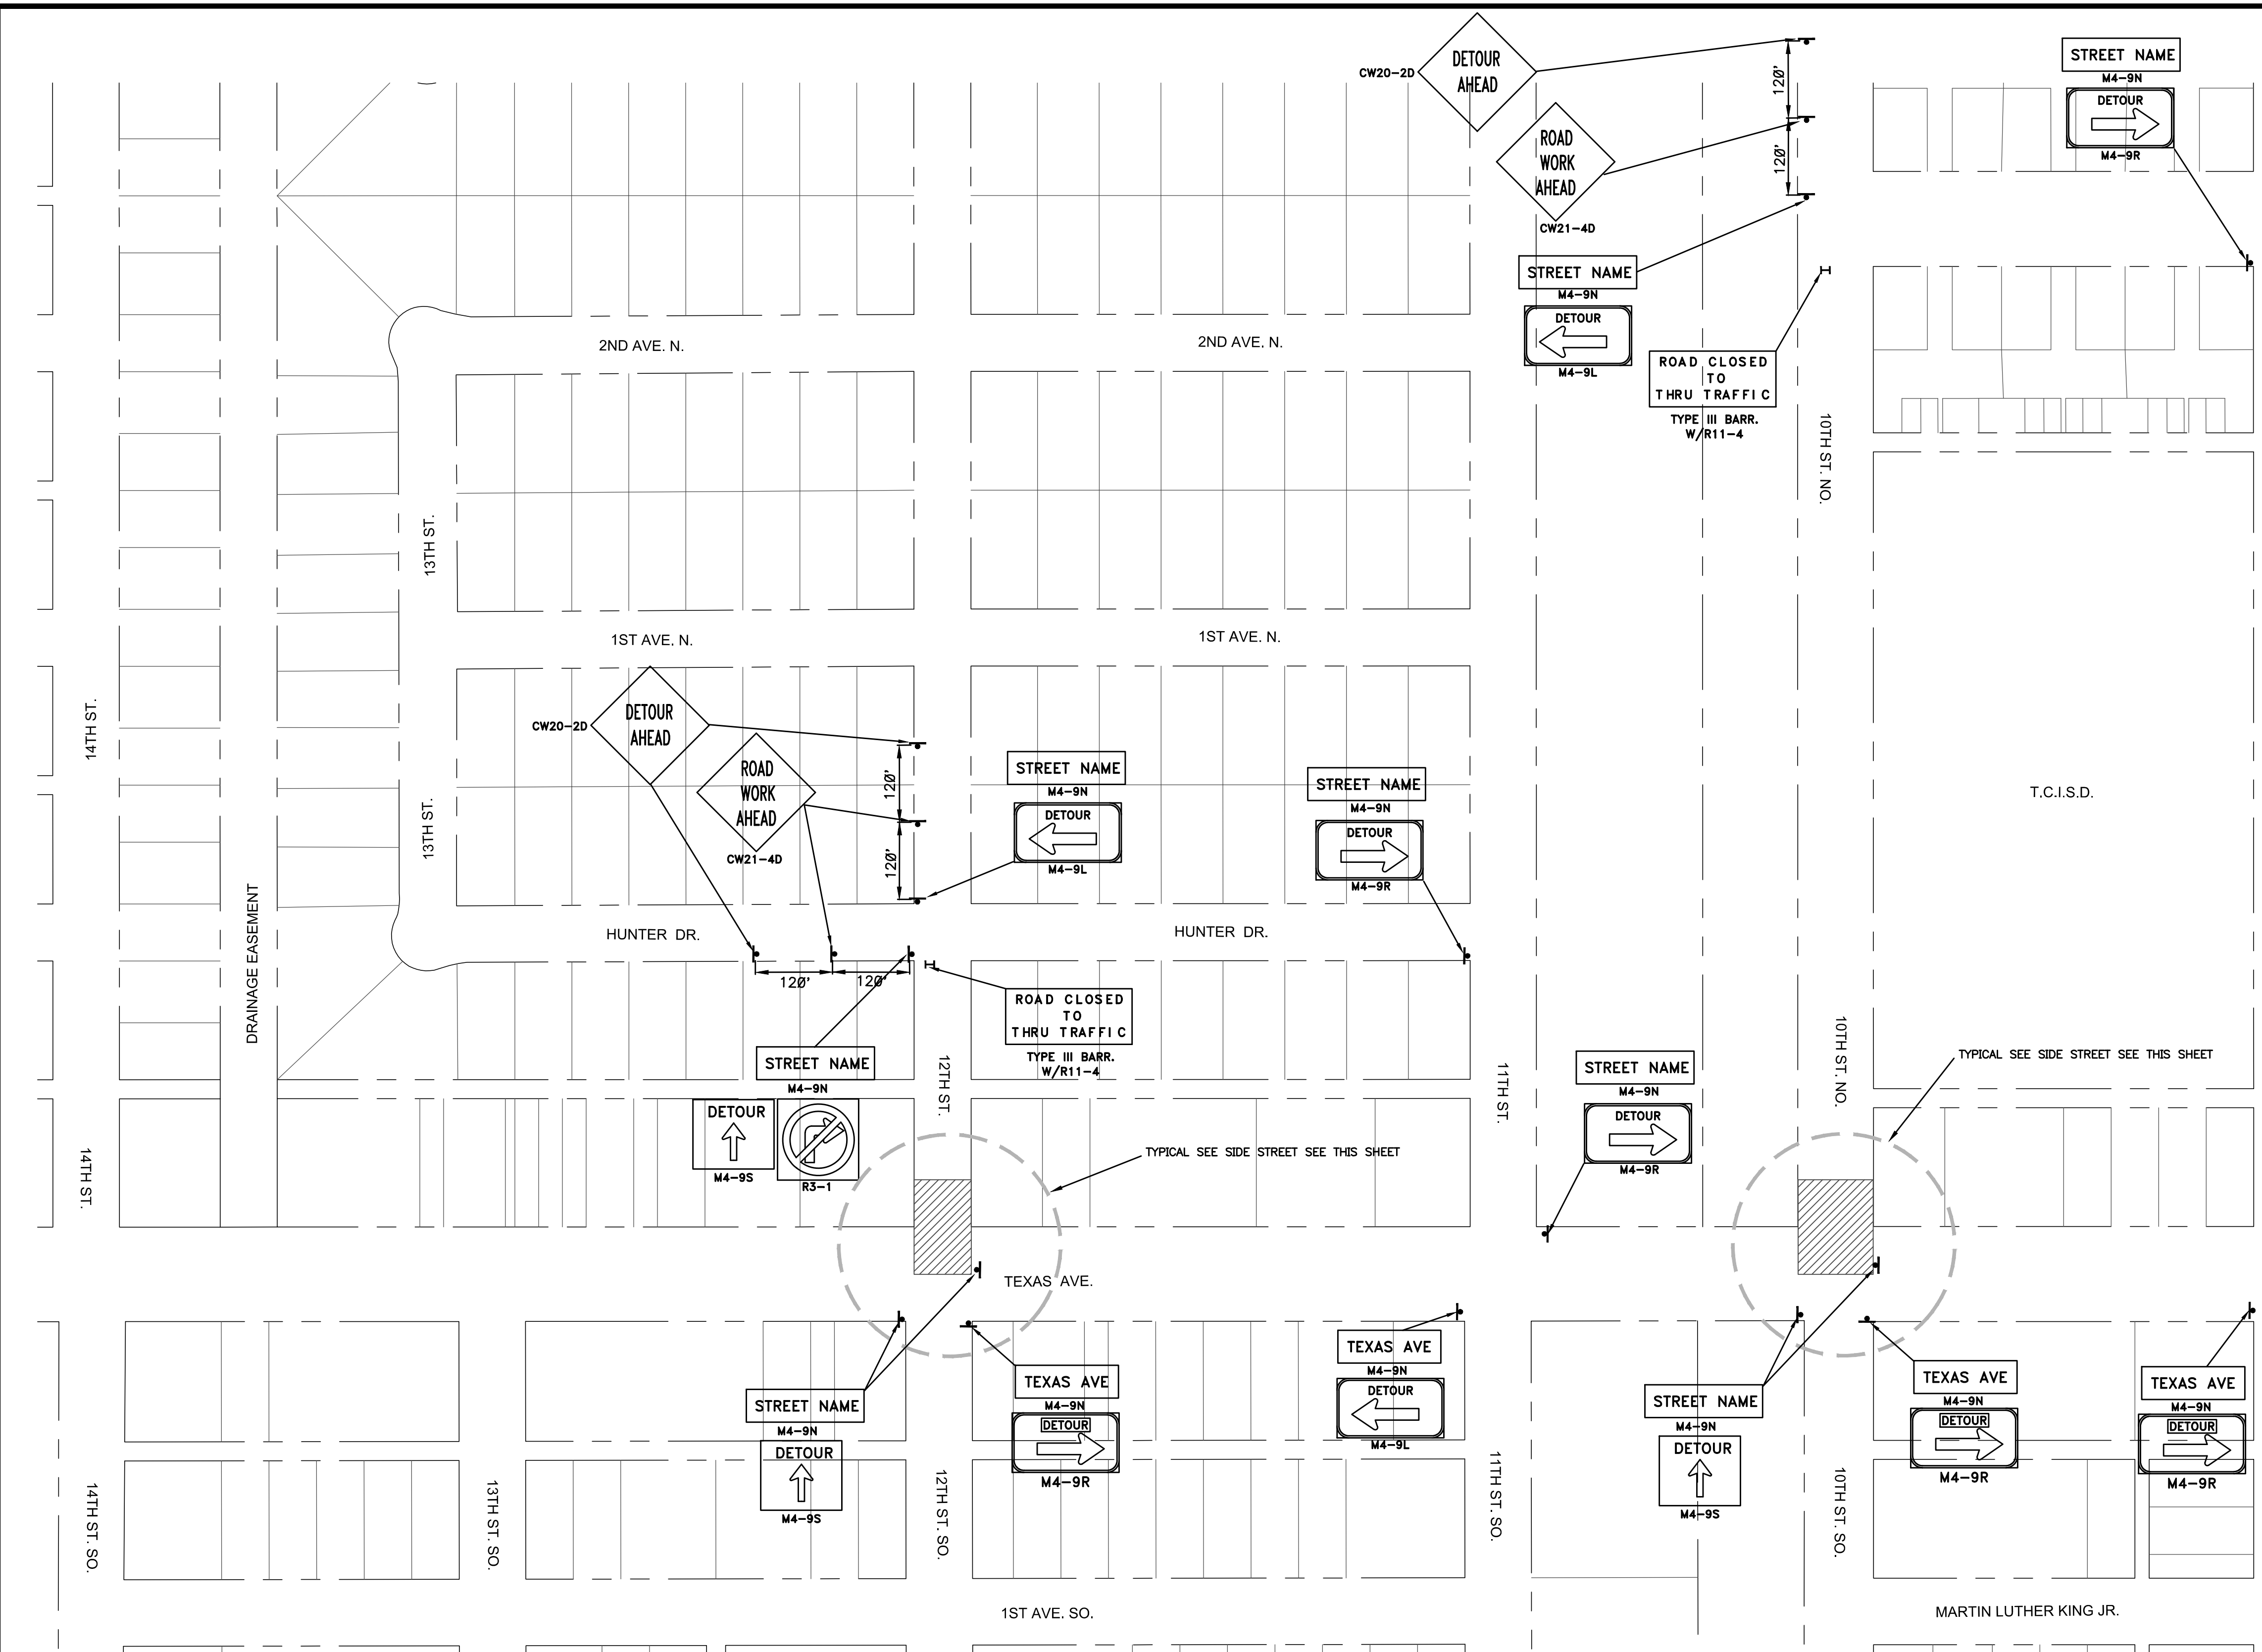 DETOUR
AHEAD
CW20-2D
120'
STREET NAME
M4-9N
DETOUR
M4-9R
ROAD
WORK
AHEAD
CW21-4D
120'
STREET NAME
M4-9N
DETOUR
M4-9L
ROAD CLOSED
TO
THRU TRAFFIC
TYPE III BARR.
W/R11-4
2ND AVE. N.
2ND AVE. N.
10TH ST. NO.
13TH ST.
1ST AVE. N.
1ST AVE. N.
14TH ST.
DETOUR
AHEAD
CW20-2D
ROAD
WORK
AHEAD
CW21-4D
120'
120'
STREET NAME
M4-9N
DETOUR
M4-9L
STREET NAME
M4-9N
DETOUR
M4-9R
T.C.I.S.D.
13TH ST.
DRAINAGE EASEMENT
HUNTER DR.
HUNTER DR.
120'
120'
ROAD CLOSED
TO
THRU TRAFFIC
TYPE III BARR.
W/R11-4
STREET NAME
M4-9N
DETOUR
M4-9S
R3-1
12TH ST.
11TH ST.
STREET NAME
M4-9N
DETOUR
M4-9R
10TH ST. NO.
TYPICAL SEE SIDE STREET SEE THIS SHEET
TYPICAL SEE SIDE STREET SEE THIS SHEET
14TH ST.
TEXAS AVE.
STREET NAME
M4-9N
DETOUR
M4-9S
TEXAS AVE
M4-9N
DETOUR
M4-9R
TEXAS AVE
M4-9N
DETOUR
M4-9L
STREET NAME
M4-9N
DETOUR
M4-9S
TEXAS AVE
M4-9N
DETOUR
M4-9R
TEXAS AVE
M4-9N
DETOUR
M4-9R
14TH ST. SO.
13TH ST. SO.
12TH ST. SO.
11TH ST. SO.
10TH ST. SO.
1ST AVE. SO.
MARTIN LUTHER KING JR.